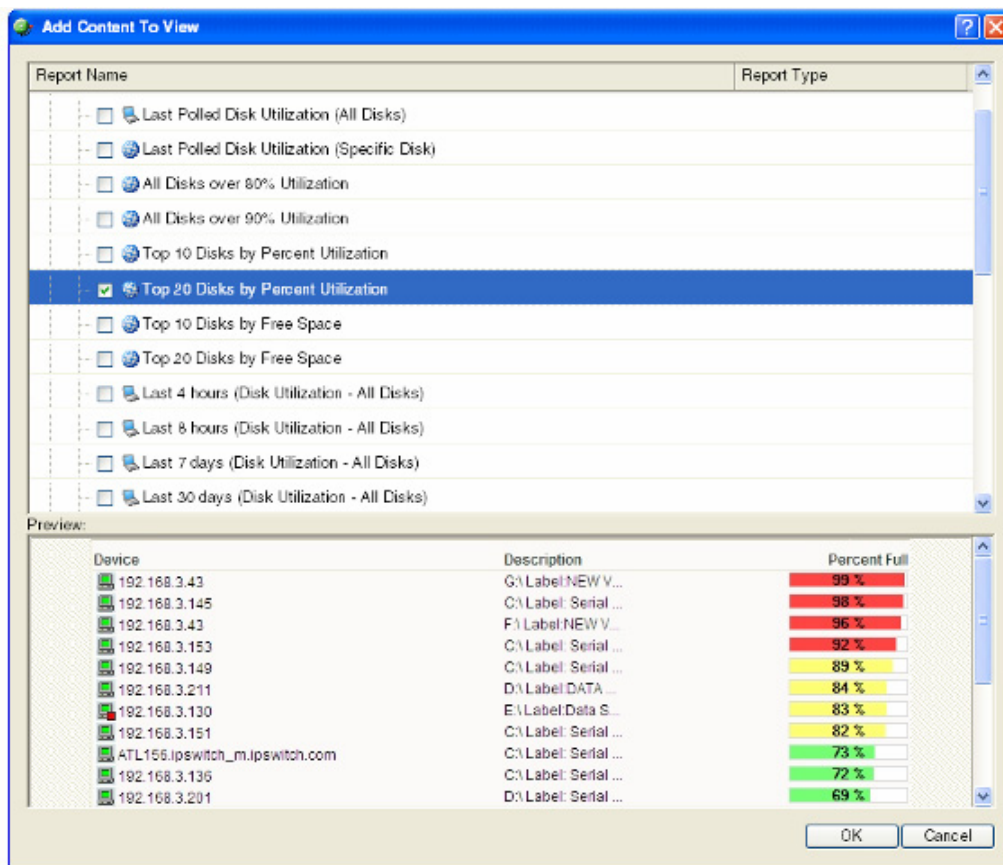 Add Content To View
Report Name Report Type
Last Polled Disk Utilization (All Disks)
Last Polled Disk Utilization (Specific Disk)
All Disks over 80% Utilization
All Disks over 90% Utilization
Top 10 Disks by Percent Utilization
Top 20 Disks by Percent Utilization
Top 10 Disks by Free Space
Top 20 Disks by Free Space
Last 4 hours (Disk Utilization - All Disks)
Last 8 hours (Disk Utilization - All Disks)
Last 7 days (Disk Utilization - All Disks)
Last 30 days (Disk Utilization - All Disks)
Preview:
Device Description Percent Full
192.168.3.43 G:\ Label:NEW V... 99 %
192.168.3.145 C:\ Label: Serial ... 98 %
192.168.3.43 F:\ Label:NEW V... 96 %
192.168.3.153 C:\ Label: Serial ... 92 %
192.168.3.149 C:\ Label: Serial ... 89 %
192.168.3.211 D:\ Label:DATA ... 84 %
192.168.3.130 E:\ Label:Data S... 83 %
192.168.3.151 C:\ Label: Serial ... 82 %
ATL156.ipswitch_m.ipswitch.com C:\ Label: Serial ... 73 %
192.168.3.136 C:\ Label: Serial ... 72 %
192.168.3.201 D:\ Label: Serial ... 69 %
OK Cancel